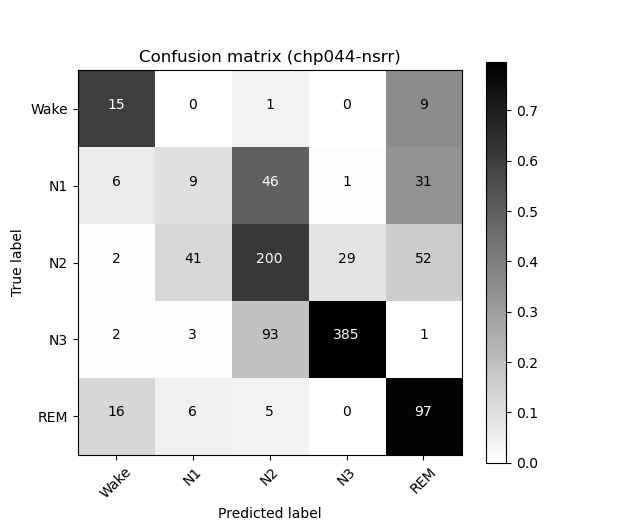 Confusion matrix (chp044-nsrr)
Wake 15 0 1 0 9
N1 6 9 46 1 31
N2 2 41 200 29 52
N3 2 3 93 385 1
REM 16 6 5 0 97
Wake N1 N2 N3 REM
Predicted label
True label
0.7
0.6
0.5
0.4
0.3
0.2
0.1
0.0